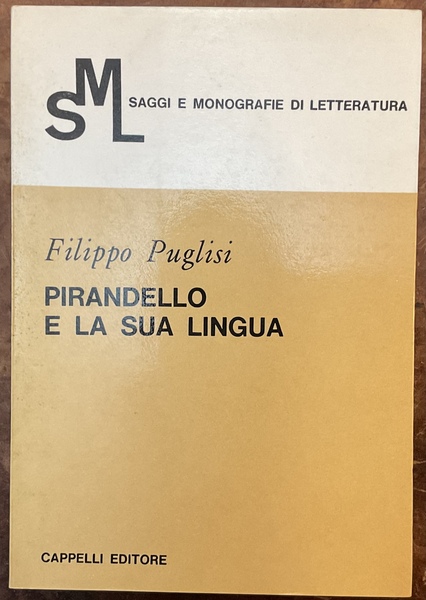 SML SAGGI E MONOGRAFIE DI LETTERATURA
Filippo Puglisi
PIRANDELLO
E LA SUA LINGUA
CAPPELLI EDITORE